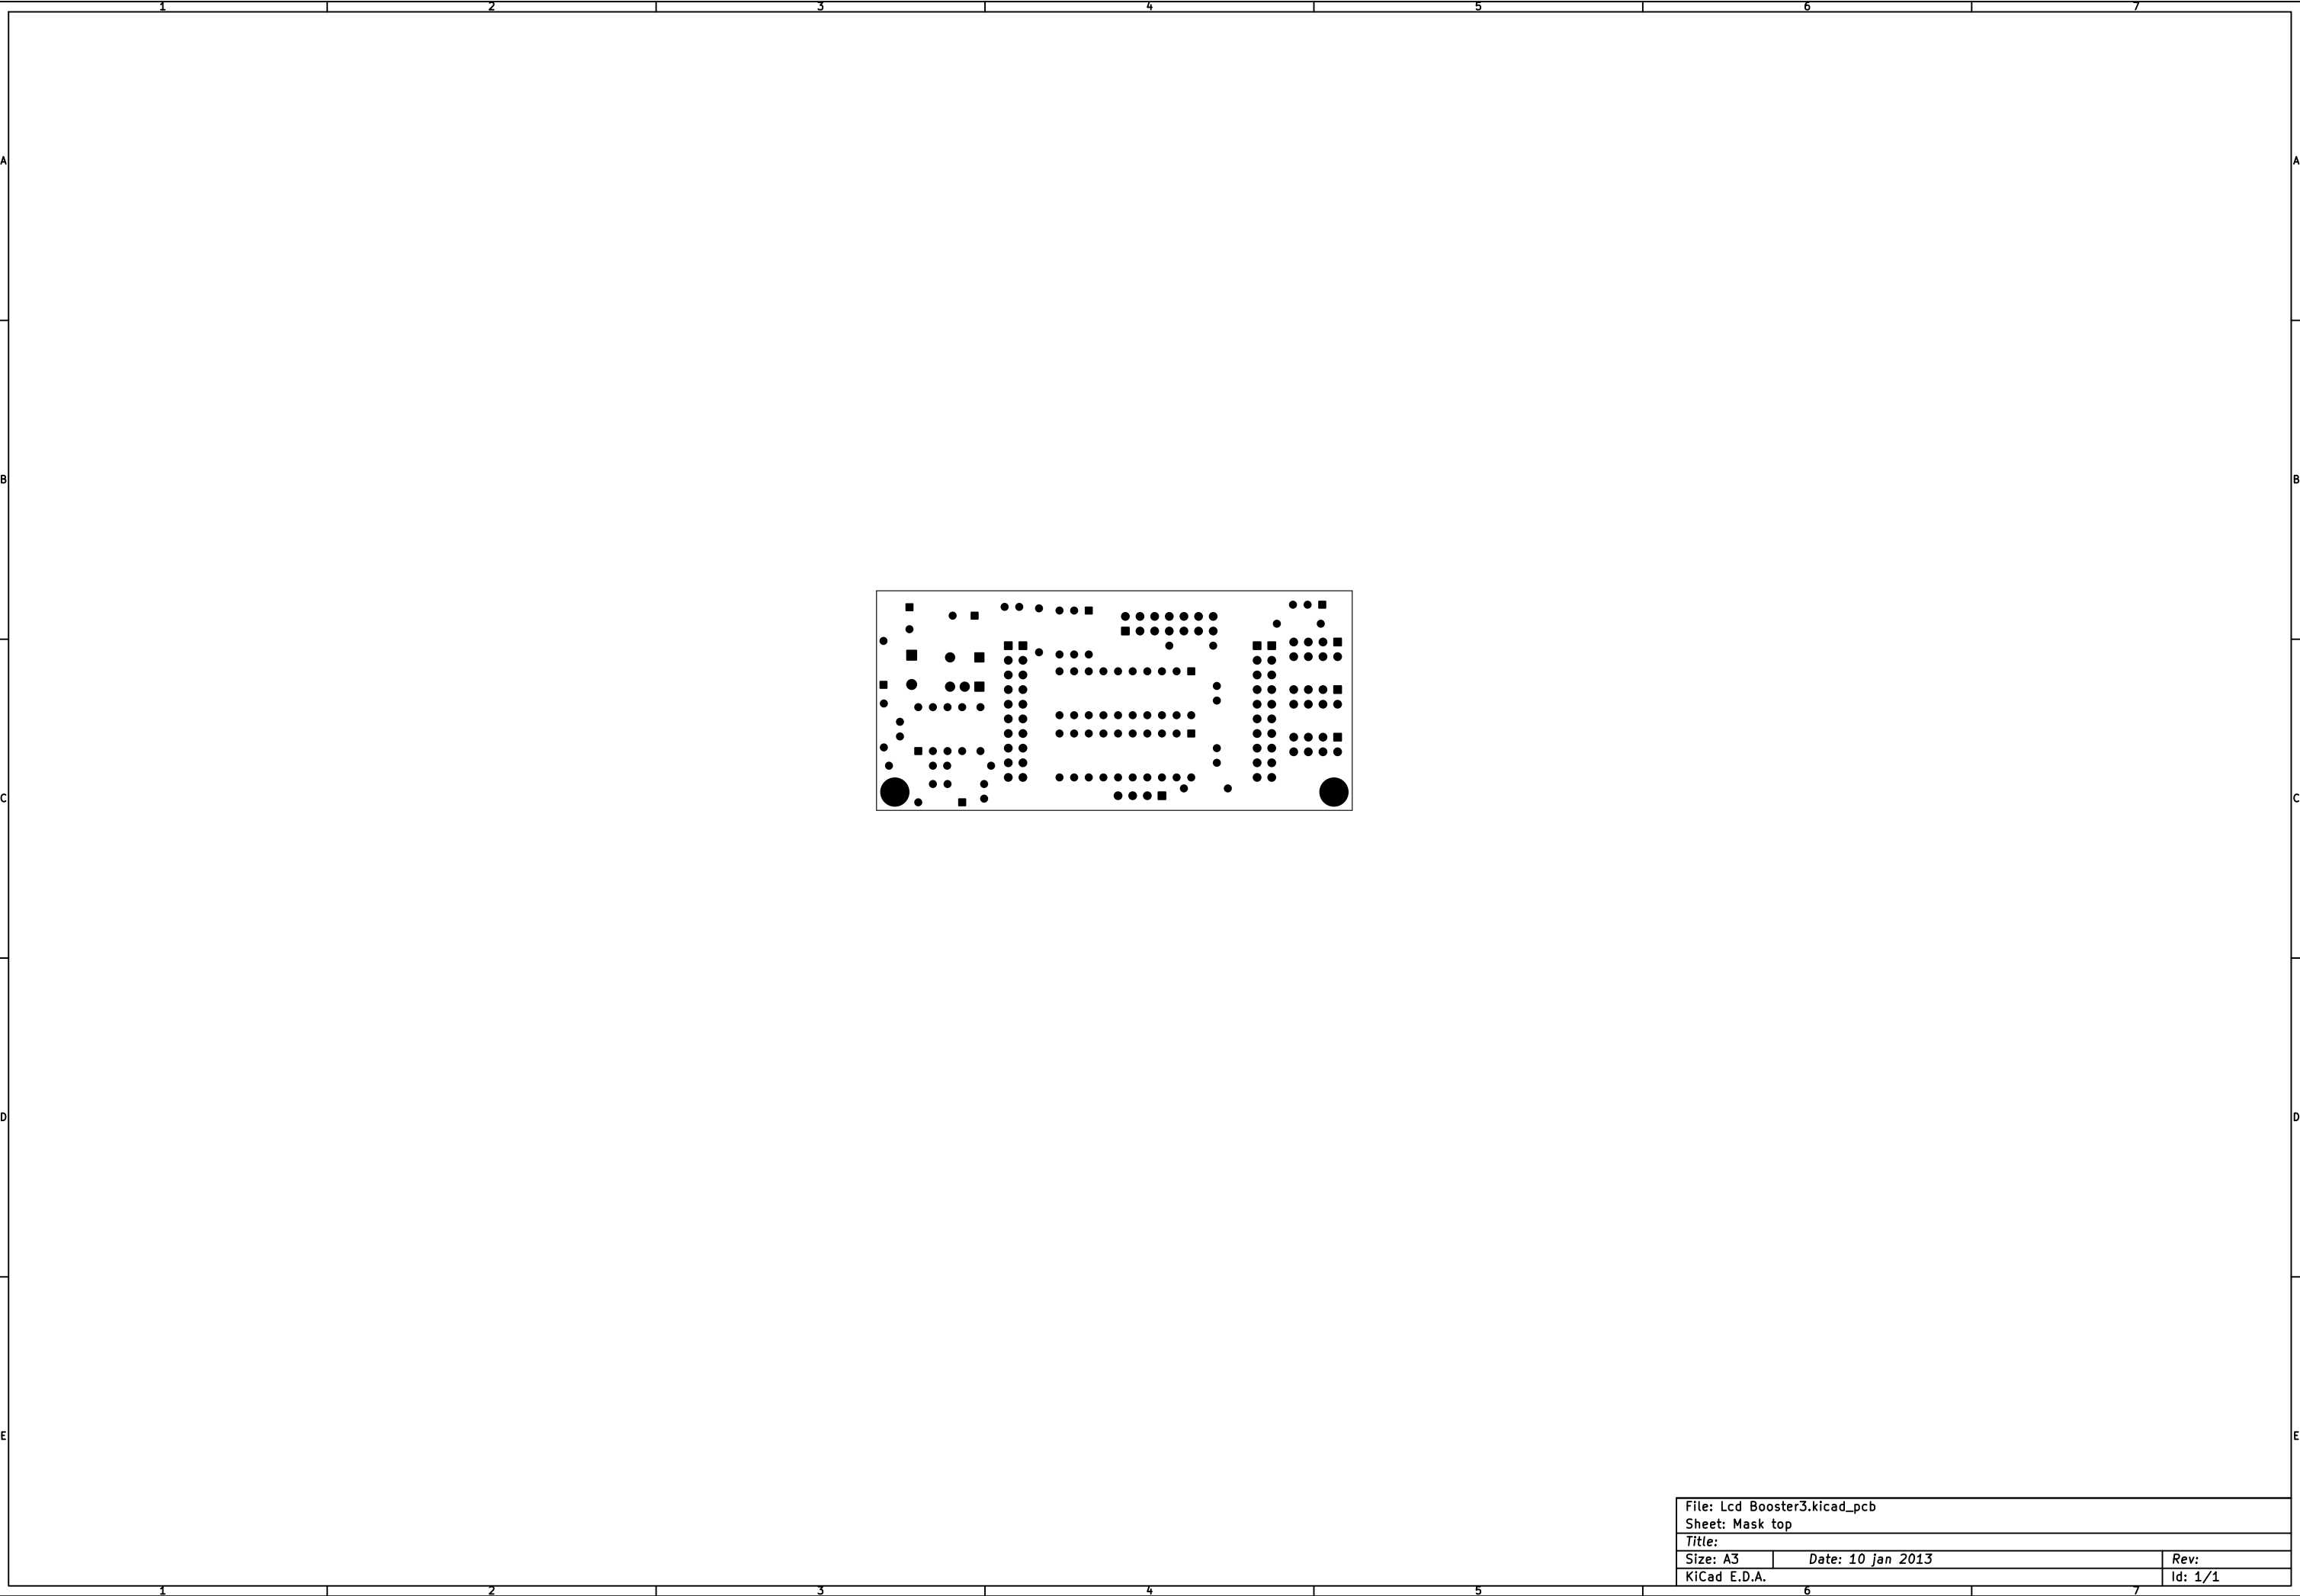 1 2 3 4 5 6 7
A A
B B
C C
D D
E E
File: Lcd Booster3.kicad_pcb
Sheet: Mask top
Title:
Size: A3 Date: 10 jan 2013 Rev:
KiCad E.D.A. Id: 1/1
1 2 3 4 5 6 7